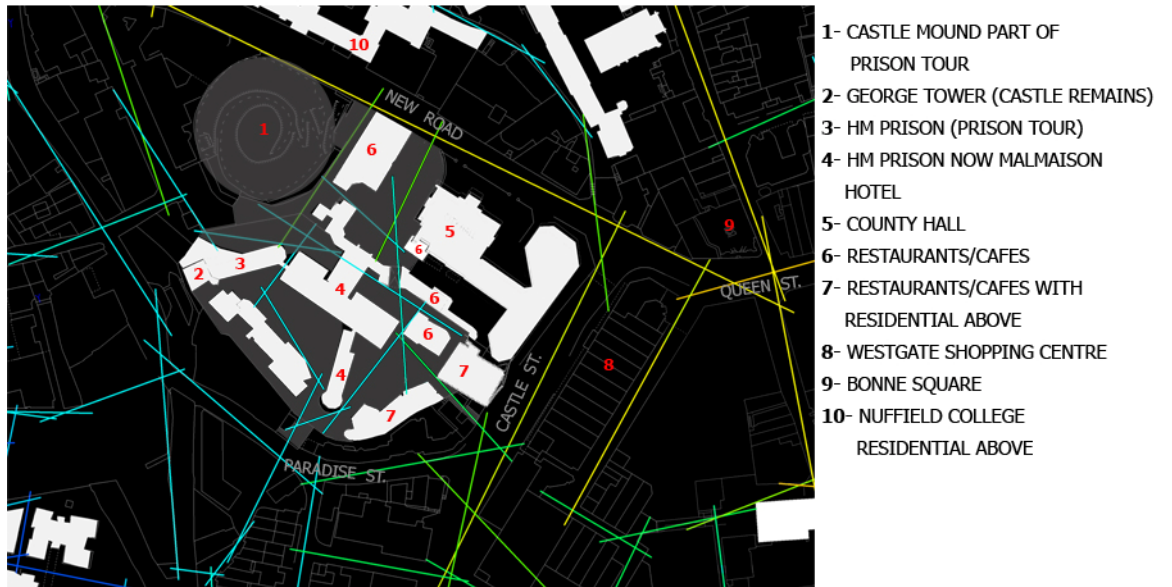 10
1
NEW ROAD
6
5
9
6
3
2
4
6
QUEEN ST.
6
7
8
4
7
CASTLE ST.
PARADISE ST.
1- CASTLE MOUND PART OF
PRISON TOUR
2- GEORGE TOWER (CASTLE REMAINS)
3- HM PRISON (PRISON TOUR)
4- HM PRISON NOW MALMAISON
HOTEL
5- COUNTY HALL
6- RESTAURANTS/CAFES
7- RESTAURANTS/CAFES WITH
RESIDENTIAL ABOVE
8- WESTGATE SHOPPING CENTRE
9- BONNE SQUARE
10- NUFFIELD COLLEGE
RESIDENTIAL ABOVE